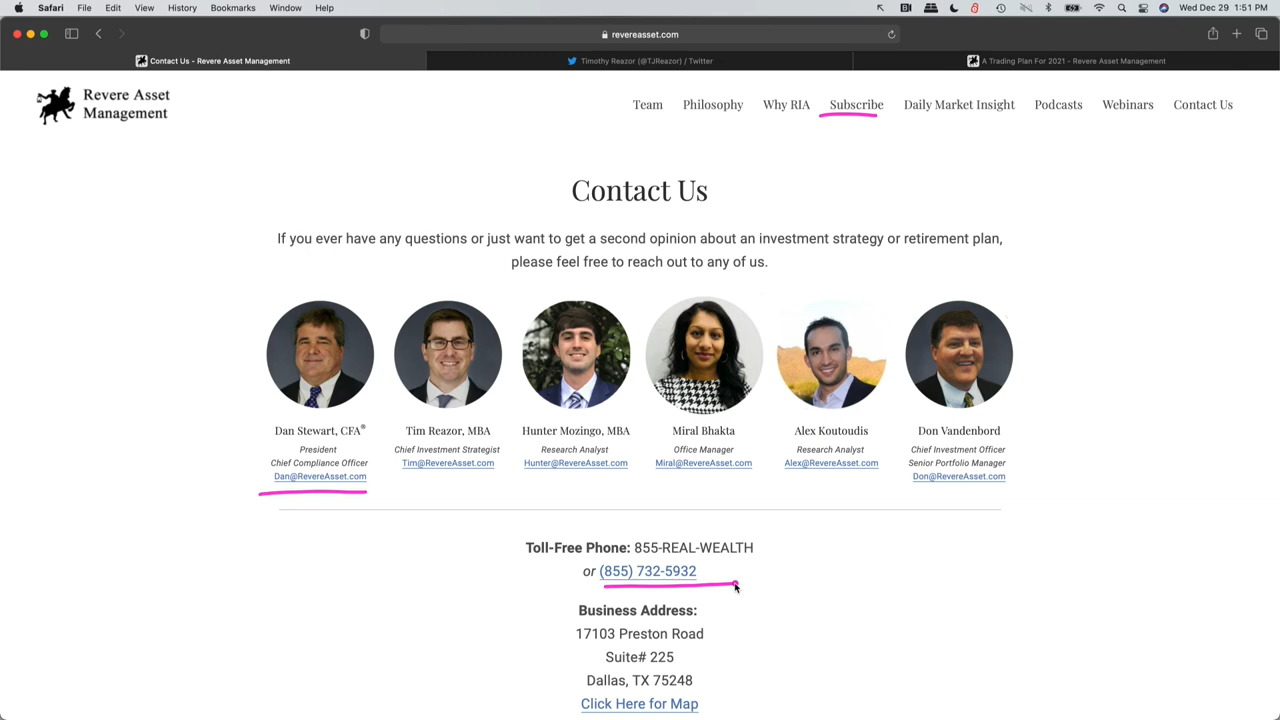 Safari File Edit View History Bookmarks Window Help Wed Dec 29 1:51 PM
revereasset.com
Contact Us - Revere Asset Management
Timothy Reazor (@TJReazor) / Twitter
A Trading Plan For 2021 - Revere Asset Management
Revere Asset
Management
Team Philosophy Why RIA Subscribe Daily Market Insight Podcasts Webinars Contact Us
Contact Us
If you ever have any questions or just want to get a second opinion about an investment strategy or retirement plan,
please feel free to reach out to any of us.
Dan Stewart, CFA®
President
Chief Compliance Officer
Dan@RevereAsset.com
Tim Reazor, MBA
Chief Investment Strategist
Tim@RevereAsset.com
Hunter Mozingo, MBA
Research Analyst
Hunter@RevereAsset.com
Miral Bhakta
Office Manager
Miral@RevereAsset.com
Alex Koutoudis
Research Analyst
Alex@RevereAsset.com
Don Vandenbord
Chief Investment Officer
Senior Portfolio Manager
Don@RevereAsset.com
Toll-Free Phone: 855-REAL-WEALTH
or (855) 732-5932
Business Address:
17103 Preston Road
Suite# 225
Dallas, TX 75248
Click Here for Map